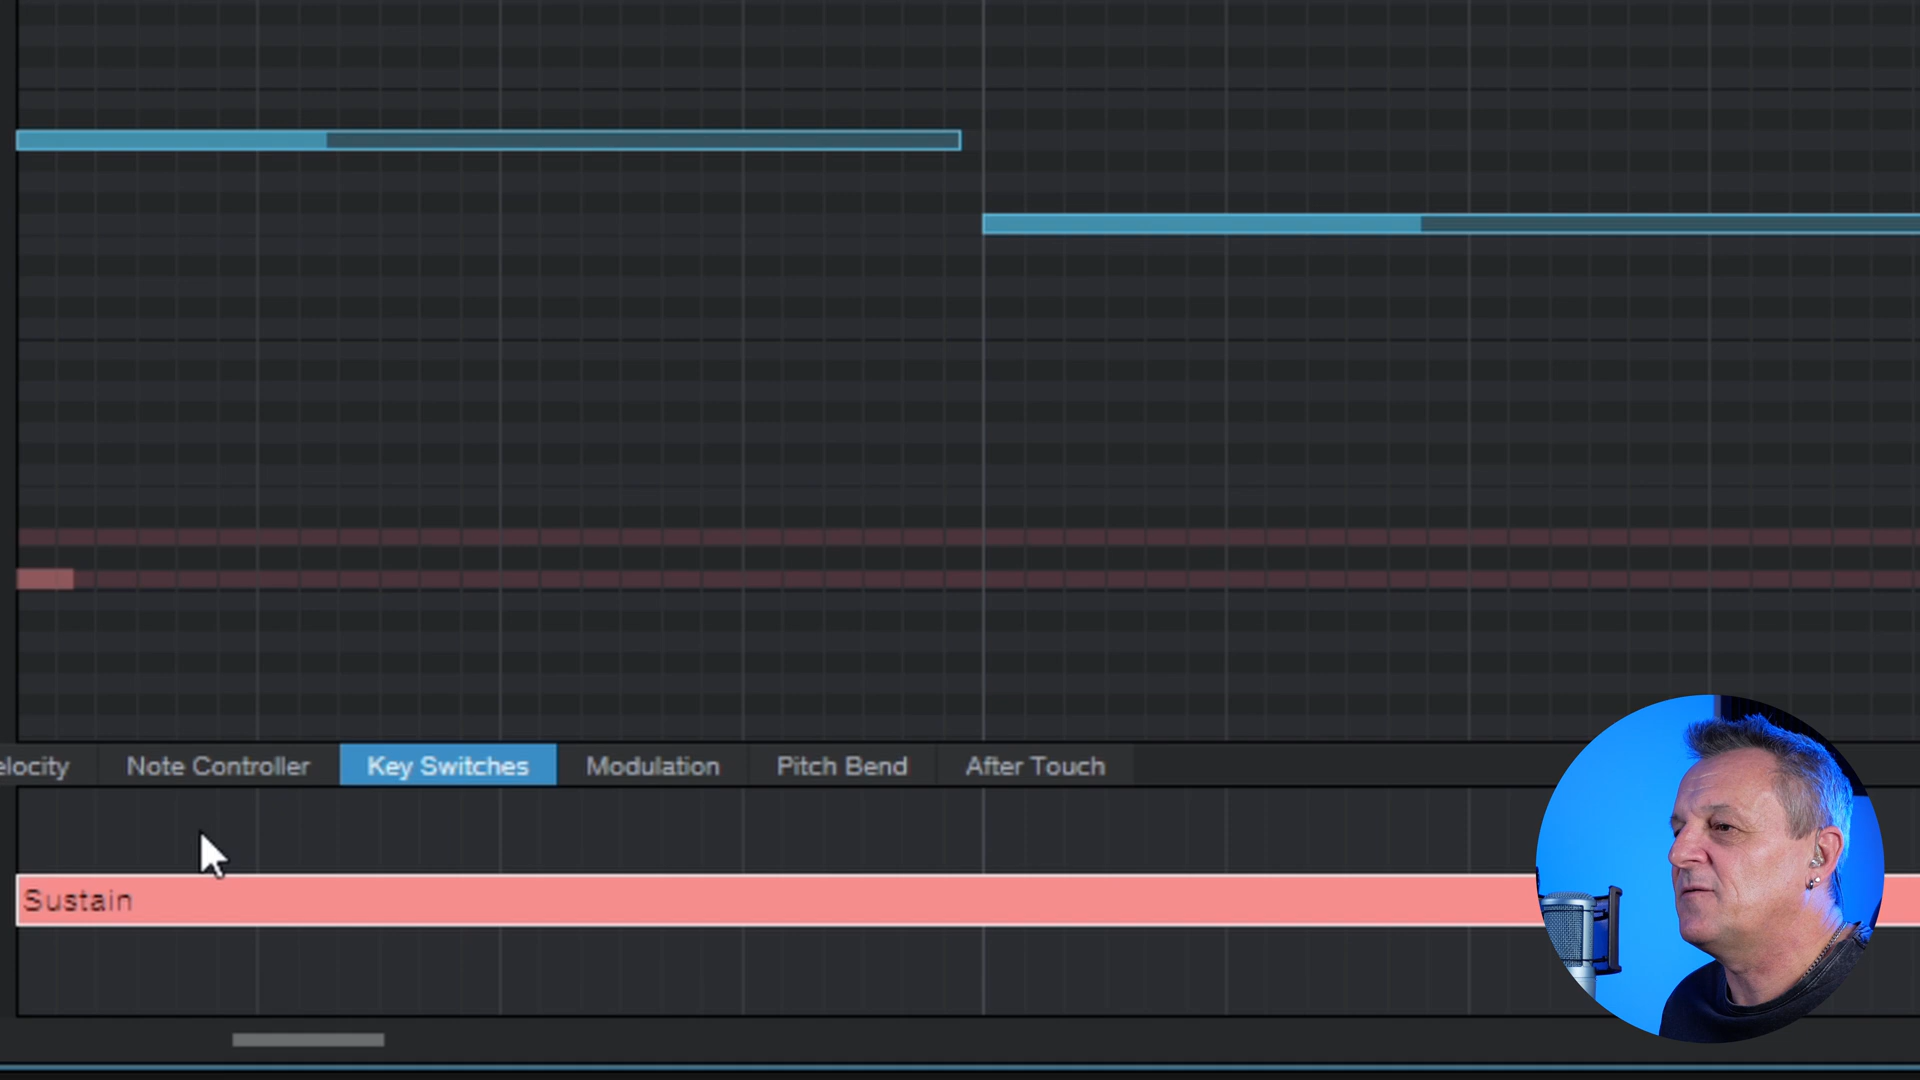 elocity
Note Controller
Key Switches
Modulation
Pitch Bend
After Touch
Sustain